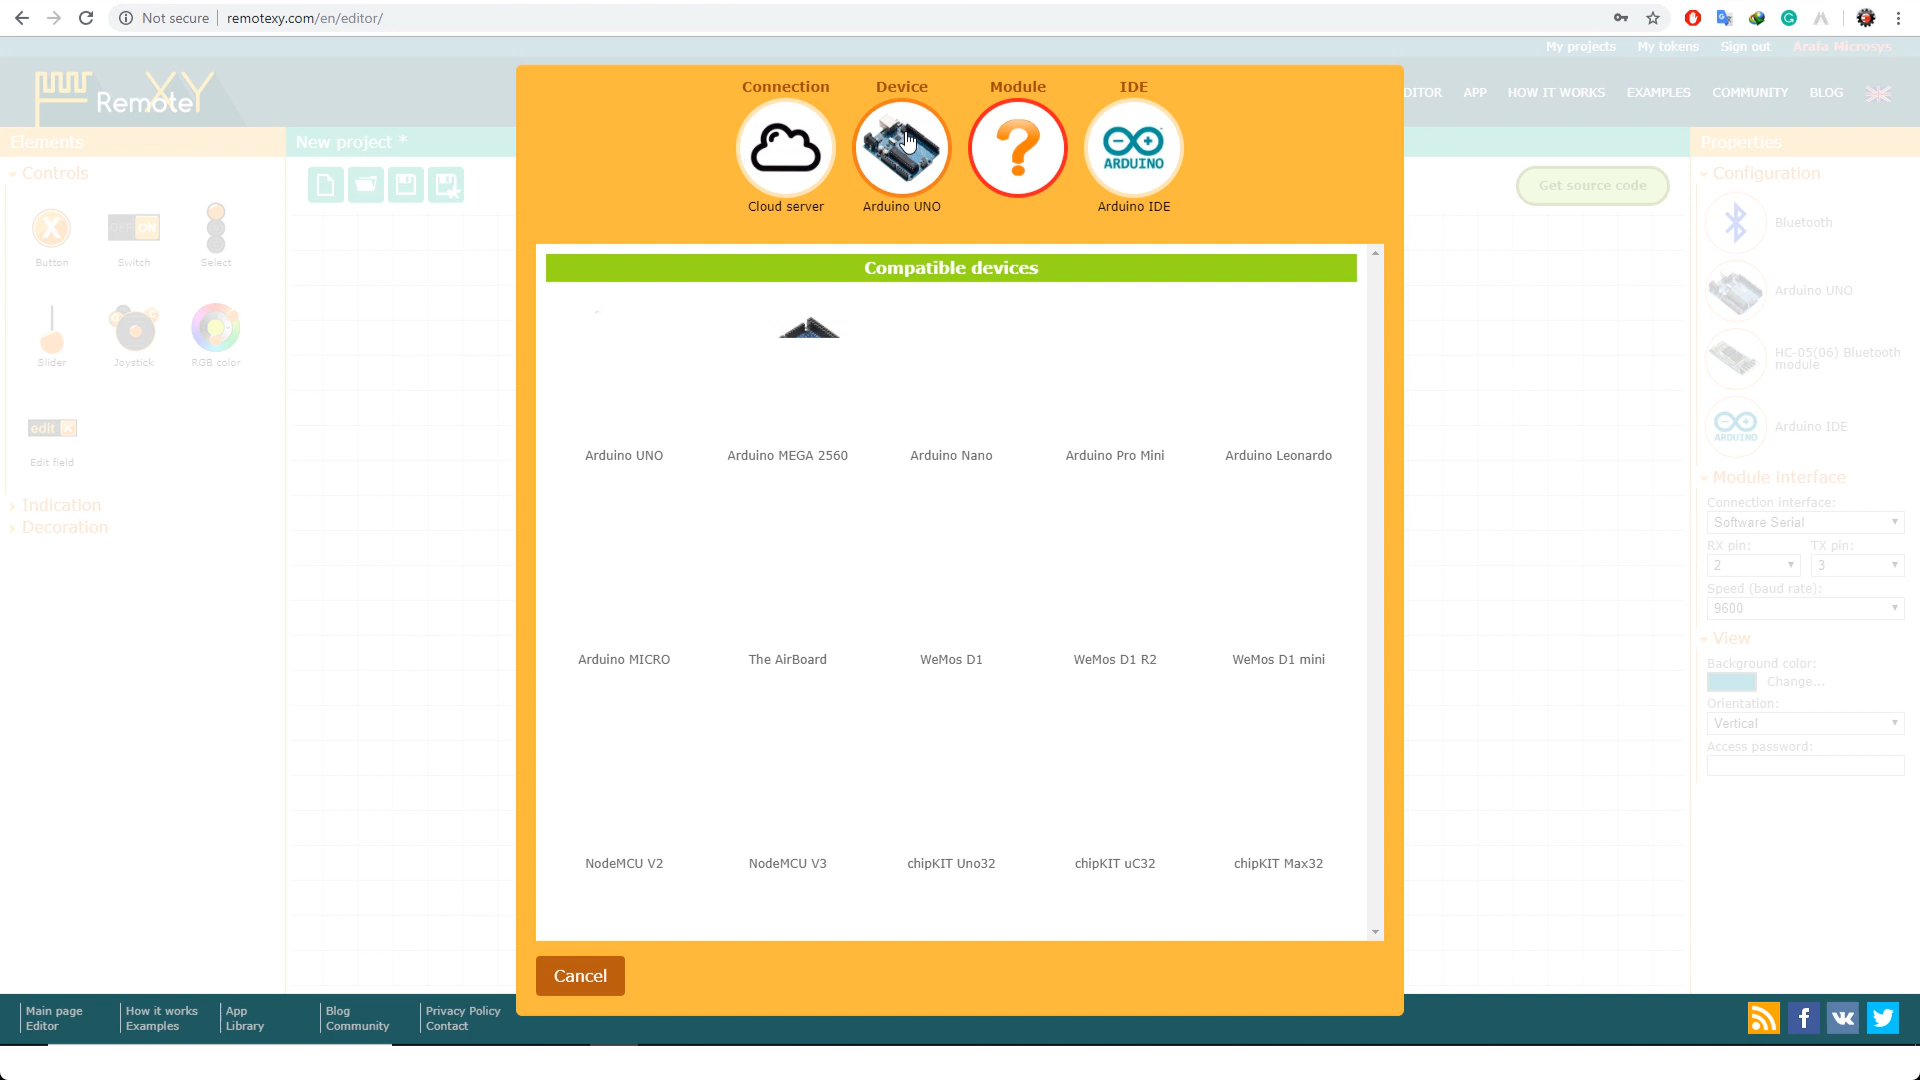 Not secure | remotexy.com/en/editor/
My projects My tokens Sign out Arafa Microsys
RemoteXY
DITOR APP HOW IT WORKS EXAMPLES COMMUNITY BLOG
Connection Device Module IDE
ARDUINO
Cloud server Arduino UNO Arduino IDE
Elements
New project *
Properties
Controls
Configuration
Get source code
ON
Button Switch Select
Bluetooth
Arduino UNO
Slider Joystick RGB color
HC-05(06) Bluetooth
module
edit X
Edit field
ARDUINO
Arduino IDE
Indication
Decoration
Module interface
Connection interface:
Software Serial
RX pin: TX pin:
2 3
Speed (baud rate):
9600
View
Background color:
Change...
Orientation:
Vertical
Access password:
Compatible devices
Arduino UNO Arduino MEGA 2560 Arduino Nano Arduino Pro Mini Arduino Leonardo
Arduino MICRO The AirBoard WeMos D1 WeMos D1 R2 WeMos D1 mini
NodeMCU V2 NodeMCU V3 chipKIT Uno32 chipKIT uC32 chipKIT Max32
Cancel
Main page How it works App Blog Privacy Policy
Editor Examples Library Community Contact